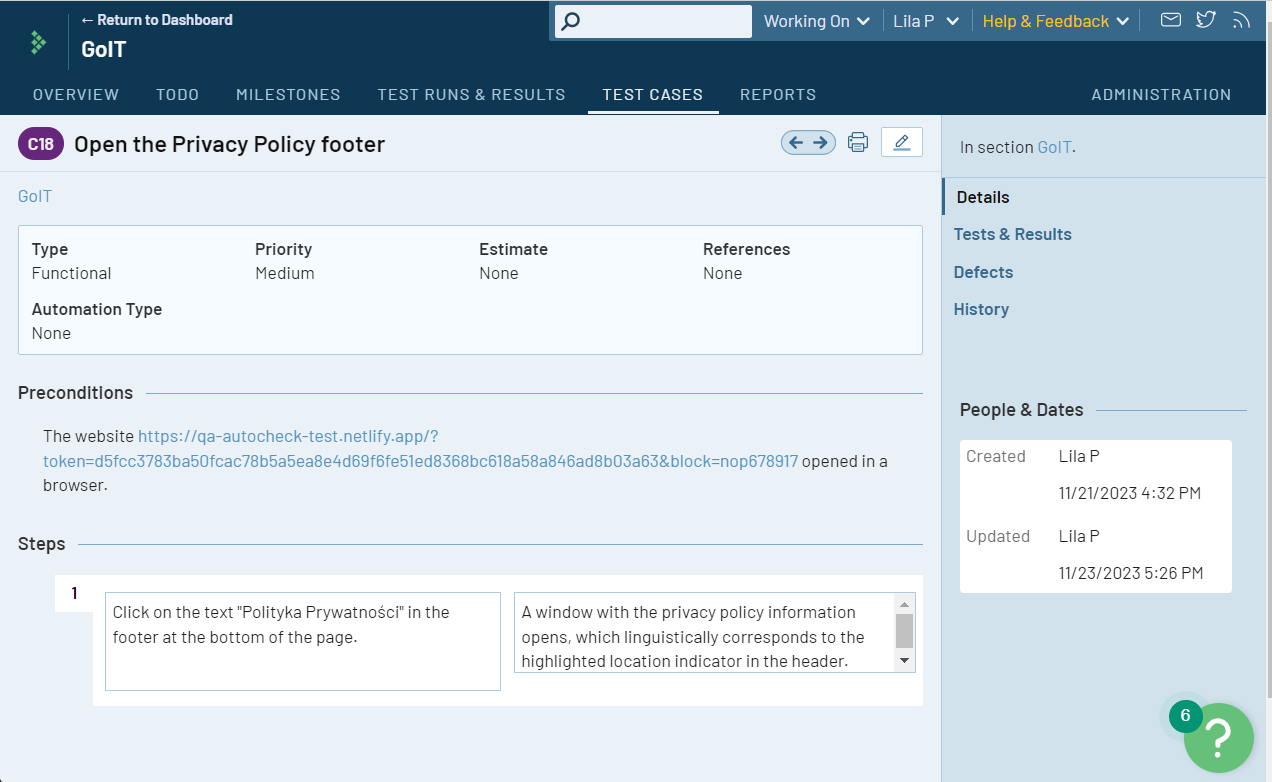 ← Return to Dashboard
GoIT
Working On
Lila P
Help & Feedback
OVERVIEW
TODO
MILESTONES
TEST RUNS & RESULTS
TEST CASES
REPORTS
ADMINISTRATION
C18
Open the Privacy Policy footer
GoIT
Type
Functional
Priority
Medium
Estimate
None
References
None
Automation Type
None
Preconditions
The website https://qa-autocheck-test.netlify.app/?
token=d5fcc3783ba50fcac78b5a5ea8e4d69f6fe51ed8368bc618a58a846ad8b03a63&block=nop678917 opened in a
browser.
Steps
1
Click on the text "Polityka Prywatności" in the
footer at the bottom of the page.
A window with the privacy policy information
opens, which linguistically corresponds to the
highlighted location indicator in the header.
In section GoIT.
Details
Tests & Results
Defects
History
People & Dates
Created
Lila P
11/21/2023 4:32 PM
Updated
Lila P
11/23/2023 5:26 PM
6
?